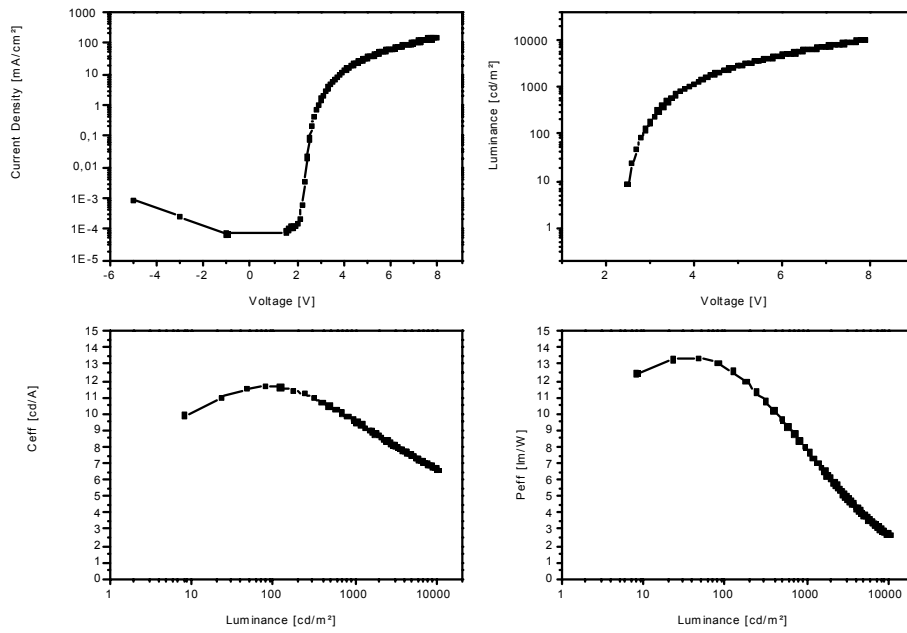 Current Density [mA/cm²]
1000
100
10
1
0,1
0,01
1E-3
1E-4
1E-5
-6 -4 -2 0 2 4 6 8
Voltage [V]
Luminance [cd/m²]
10000
1000
100
10
1
2 4 6 8
Voltage [V]
Ceff [cd/A]
15
14
13
12
11
10
9
8
7
6
5
4
3
2
1
0
1 10 100 1000 10000
Luminance [cd/m²]
Peff [lm/W]
15
14
13
12
11
10
9
8
7
6
5
4
3
2
1
0
1 10 100 1000 10000
Luminance [cd/m²]